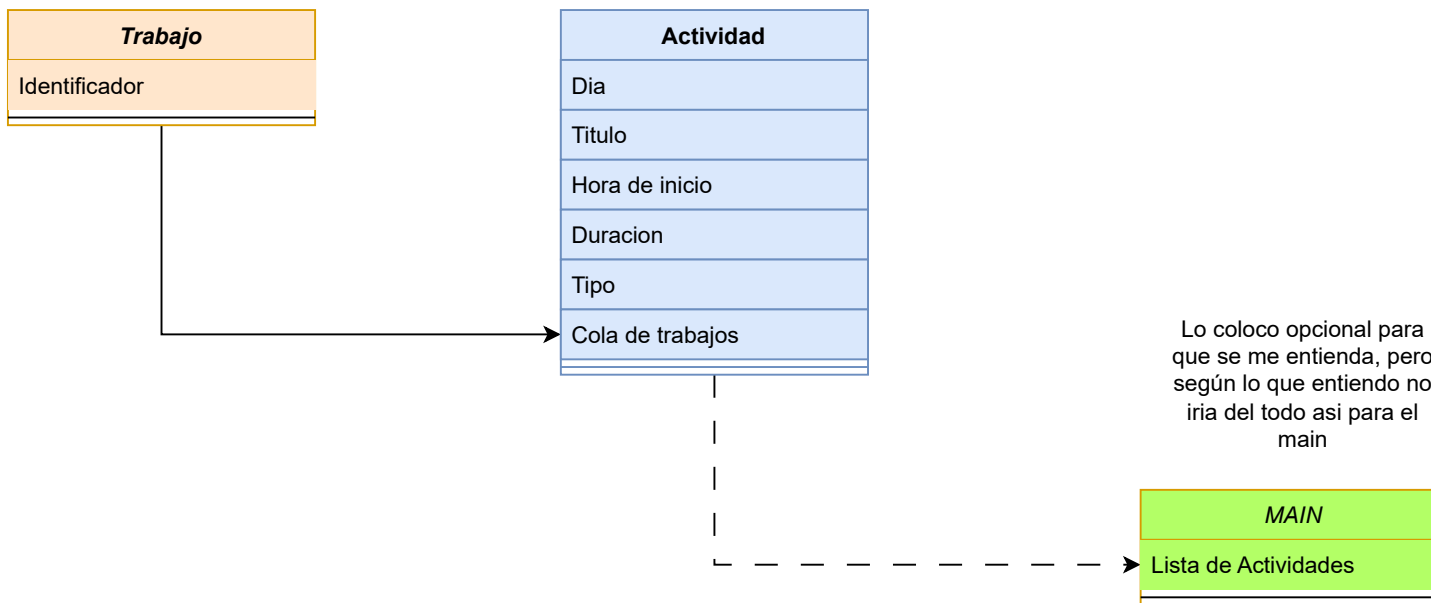 Trabajo
Identificador
Actividad
Dia
Titulo
Hora de inicio
Duracion
Tipo
Cola de trabajos
Lo coloco opcional para
que se me entienda, pero
según lo que entiendo no
iria del todo asi para el
main
MAIN
Lista de Actividades